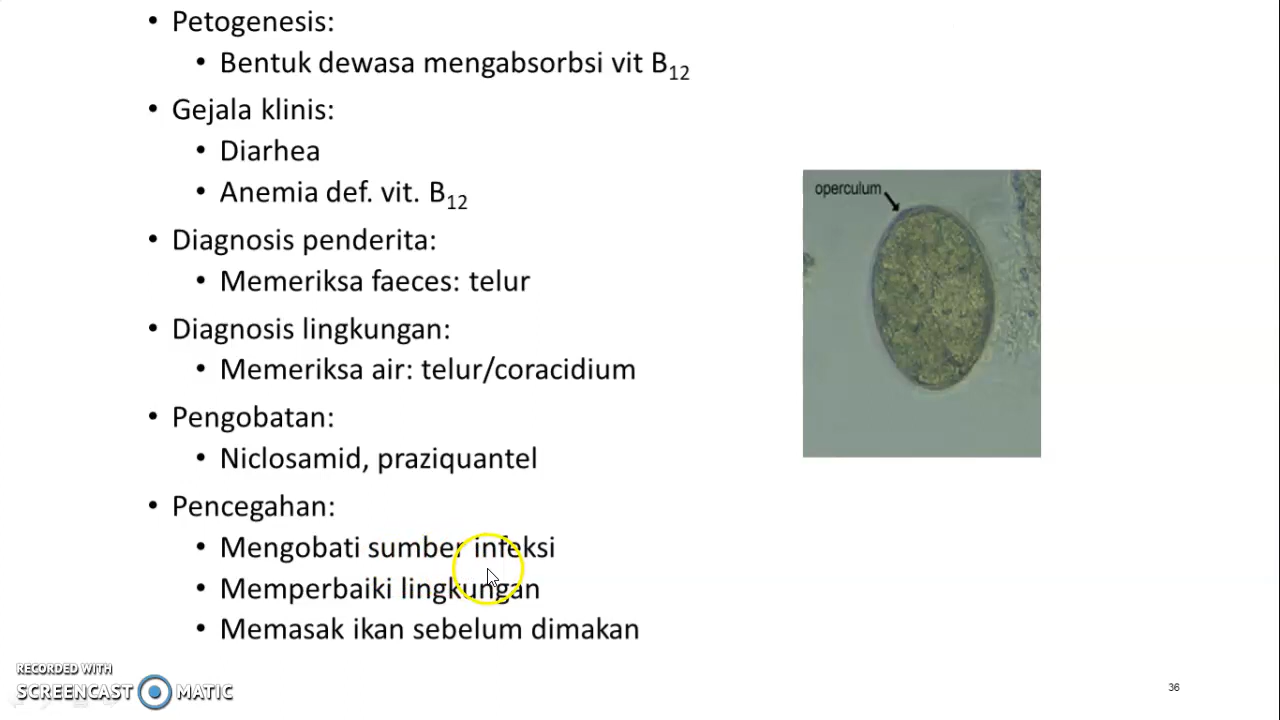 • Petogenesis:
• Bentuk dewasa mengabsorbsi vit B12
• Gejala klinis:
• Diarhea
• Anemia def. vit. B12
• Diagnosis penderita:
• Memeriksa faeces: telur
• Diagnosis lingkungan:
• Memeriksa air: telur/coracidium
• Pengobatan:
• Niclosamid, praziquantel
• Pencegahan:
• Mengobati sumber infeksi
• Memperbaiki lingkungan
• Memasak ikan sebelum dimakan
operculum
RECORDED WITH
SCREENCAST MATIC
36